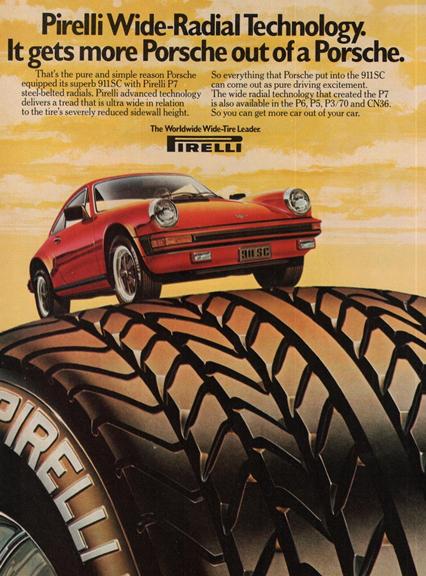 Pirelli Wide-Radial Technology.
It gets more Porsche out of a Porsche.
That's the pure and simple reason Porsche
equipped its superb 911SC with Pirelli P7
steel-belted radials. Pirelli advanced technology
delivers a tread that is ultra wide in relation
to the tire's severely reduced sidewall height.
So everything that Porsche put into the 911SC
can come out as pure driving excitement.
The wide radial technology that created the P7
is also available in the P6, P5, P3/70 and CN36.
So you can get more car out of your car.
The Worldwide Wide-Tire Leader.
PIRELLI
911 SC
PIRELLI